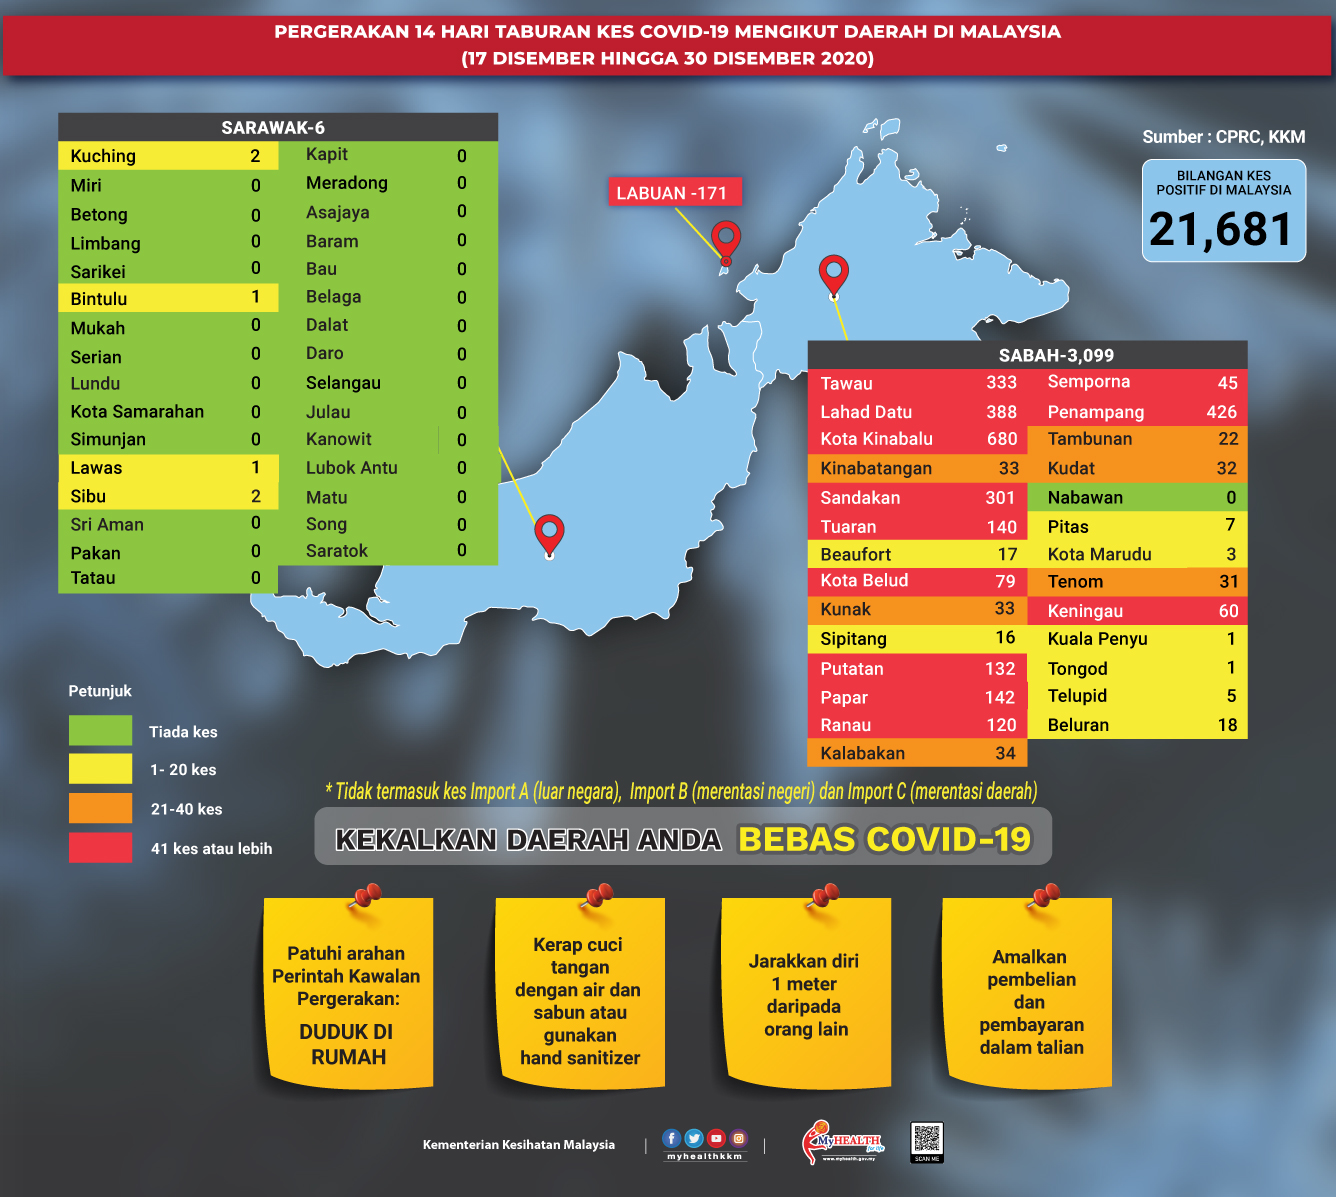 PERGERAKAN 14 HARI TABURAN KES COVID-19 MENGIKUT DAERAH DI MALAYSIA
(17 DISEMBER HINGGA 30 DISEMBER 2020)
SARAWAK-6
Kuching 2
Miri 0
Betong 0
Limbang 0
Sarikei 0
Bintulu 1
Mukah 0
Serian 0
Lundu 0
Kota Samarahan 0
Simunjan 0
Lawas 1
Sibu 2
Sri Aman 0
Pakan 0
Tatau 0
Kapit 0
Meradong 0
Asajaya 0
Baram 0
Bau 0
Belaga 0
Dalat 0
Daro 0
Selangau 0
Julau 0
Kanowit 0
Lubok Antu 0
Matu 0
Song 0
Saratok 0
LABUAN -171
Sumber : CPRC, KKM
BILANGAN KES
POSITIF DI MALAYSIA
21,681
SABAH-3,099
Tawau 333
Lahad Datu 388
Kota Kinabalu 680
Kinabatangan 33
Sandakan 301
Tuaran 140
Beaufort 17
Kota Belud 79
Kunak 33
Sipitang 16
Putatan 132
Papar 142
Ranau 120
Kalabakan 34
Semporna 45
Penampang 426
Tambunan 22
Kudat 32
Nabawan 0
Pitas 7
Kota Marudu 3
Tenom 31
Keningau 60
Kuala Penyu 1
Tongod 1
Telupid 5
Beluran 18
Petunjuk
Tiada kes
1- 20 kes
21-40 kes
41 kes atau lebih
* Tidak termasuk kes Import A (luar negara), Import B (merentasi negeri) dan Import C (merentasi daerah)
KEKALKAN DAERAH ANDA BEBAS COVID-19
Patuhi arahan
Perintah Kawalan
Pergerakan:
DUDUK DI
RUMAH
Kerap cuci
tangan
dengan air dan
sabun atau
gunakan
hand sanitizer
Jarakkan diri
1 meter
daripada
orang lain
Amalkan
pembelian
dan
pembayaran
dalam talian
Kementerian Kesihatan Malaysia
myhealthkkm
MyHEALTH
for life
www.myhealth.gov.my
SCAN ME